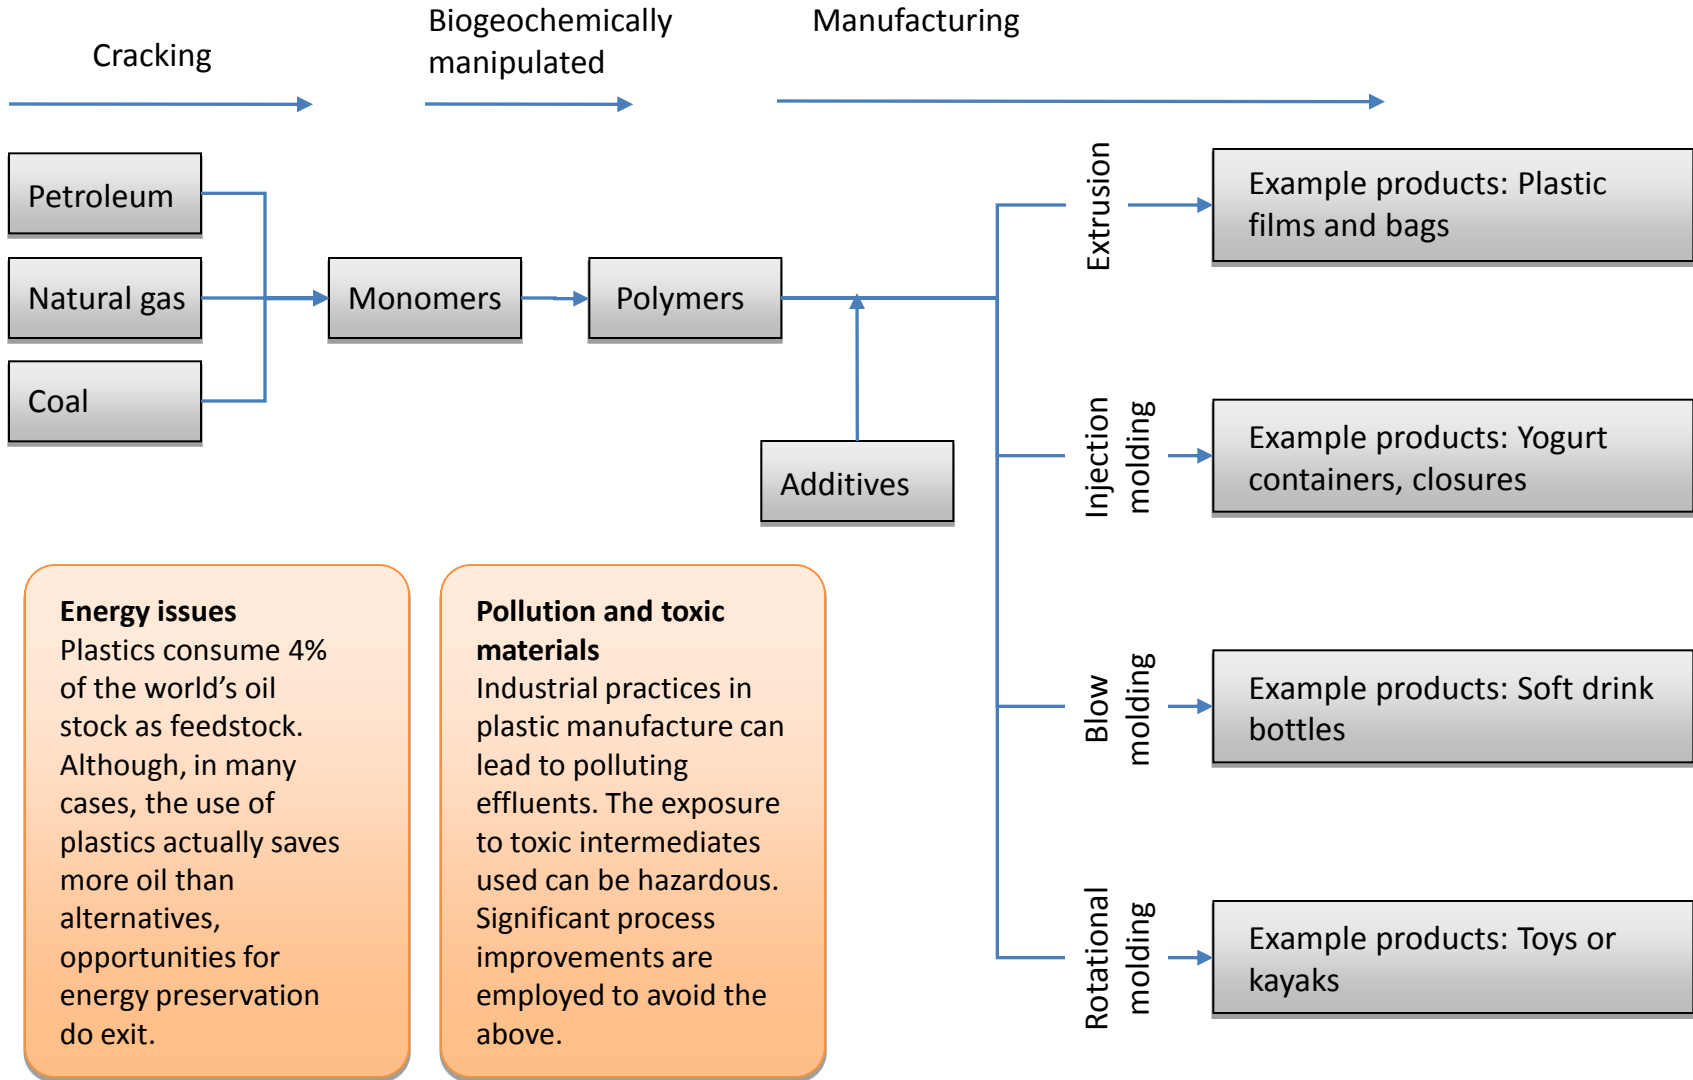 Cracking
Biogeochemically
manipulated
Manufacturing
Petroleum
Natural gas
Coal
Monomers
Polymers
Additives
Extrusion
Example products: Plastic
films and bags
Injection
molding
Example products: Yogurt
containers, closures
Blow
molding
Example products: Soft drink
bottles
Rotational
molding
Example products: Toys or
kayaks
Energy issues
Plastics consume 4%
of the world’s oil
stock as feedstock.
Although, in many
cases, the use of
plastics actually saves
more oil than
alternatives,
opportunities for
energy preservation
do exit.
Pollution and toxic
materials
Industrial practices in
plastic manufacture can
lead to polluting
effluents. The exposure
to toxic intermediates
used can be hazardous.
Significant process
improvements are
employed to avoid the
above.